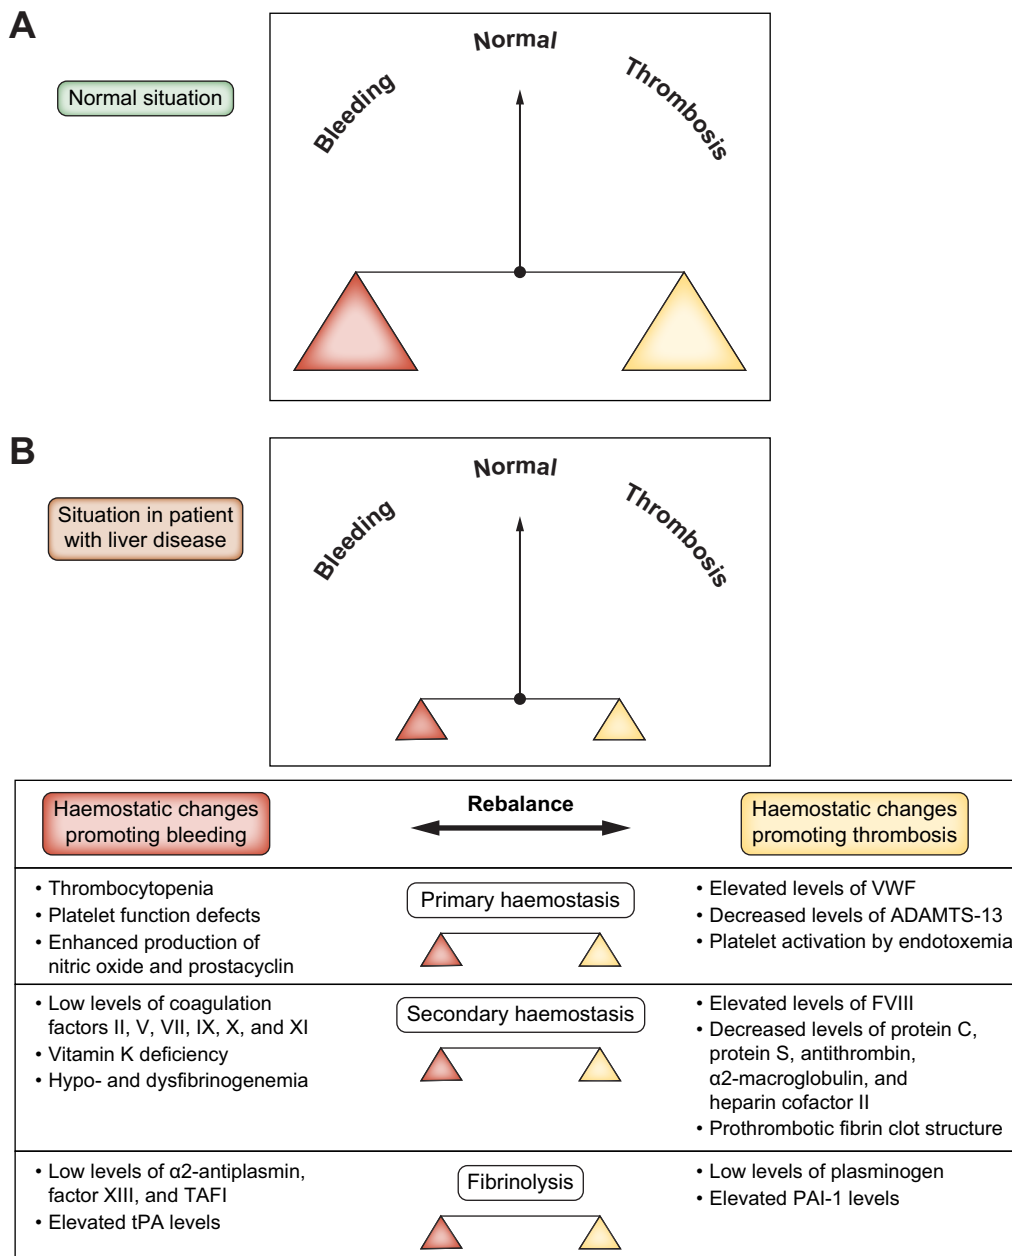 A
Normal situation
Bleeding
Normal
Thrombosis
B
Situation in patient
with liver disease
Bleeding
Normal
Thrombosis
Haemostatic changes
promoting bleeding
Rebalance
Haemostatic changes
promoting thrombosis
• Thrombocytopenia
• Platelet function defects
• Enhanced production of
nitric oxide and prostacyclin
Primary haemostasis
• Elevated levels of VWF
• Decreased levels of ADAMTS-13
• Platelet activation by endotoxemia
• Low levels of coagulation
factors II, V, VII, IX, X, and XI
• Vitamin K deficiency
• Hypo- and dysfibrinogenemia
Secondary haemostasis
• Elevated levels of FVIII
• Decreased levels of protein C,
protein S, antithrombin,
α2-macroglobulin, and
heparin cofactor II
• Prothrombotic fibrin clot structure
• Low levels of α2-antiplasmin,
factor XIII, and TAFI
• Elevated tPA levels
Fibrinolysis
• Low levels of plasminogen
• Elevated PAI-1 levels